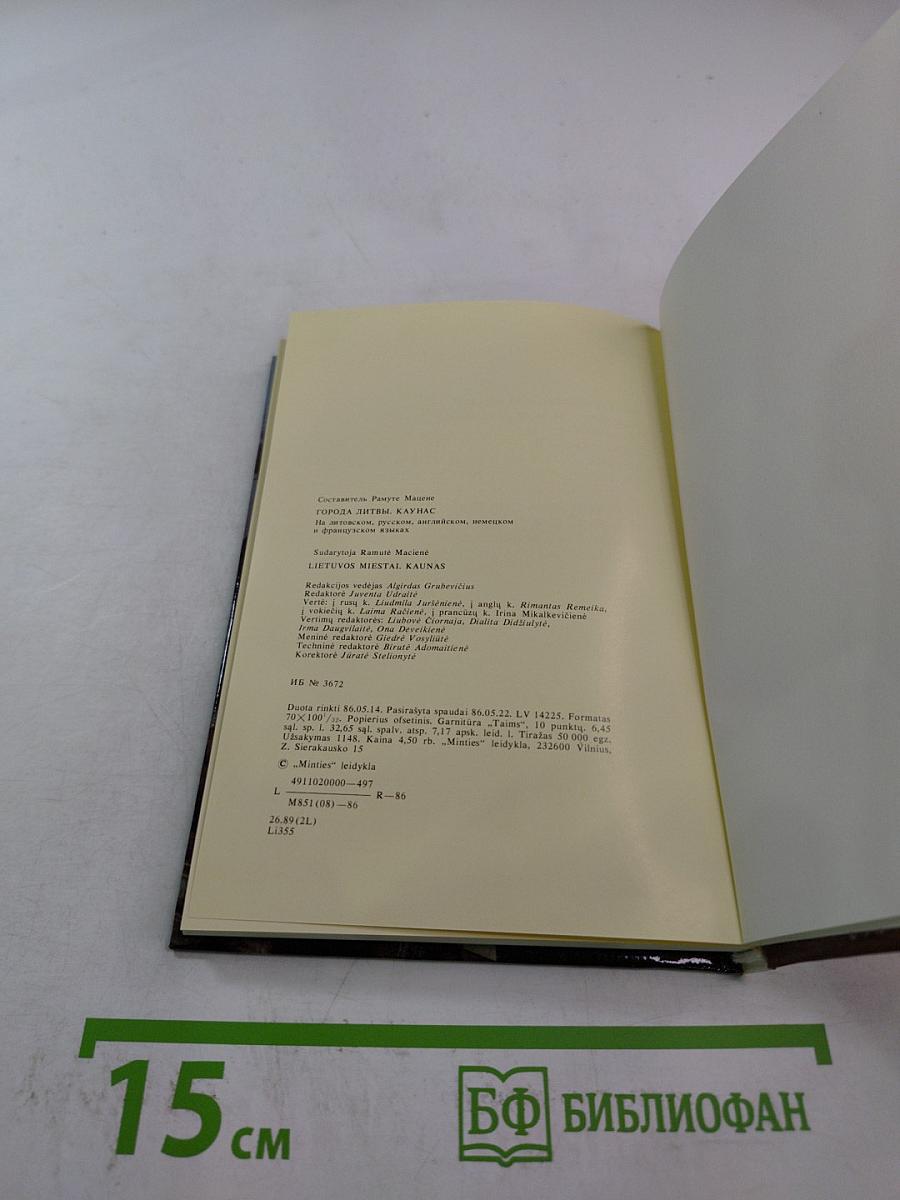 Составитель Рамуте Мацене
ГОРОДА ЛИТВЫ. КАУНАС
На литовском, русском, английском, немецком
и французском языках
Sudarytoja Ramutė Macienė
LIETUVOS MIESTAI. KAUNAS
Redakcijos vedėjas Algirdas Grubevičius
Redaktorė Juventa Udraitė
Vertė: į rusų k. Liudmila Juršėnienė, į anglų k. Rimantas Remeika,
į vokiečių k. Laima Račienė, į prancūzų k. Irina Mikalkevičienė
Vertimų redaktorės: Liubovė Čiornaja, Dialita Didžiulytė,
Irma Daugvilaitė, Ona Deveikienė
Meninė redaktorė Giedrė Vosyliūtė
Techninė redaktorė Birutė Adomaitienė
Korektorė Jūratė Stelionytė
ИБ № 3672
Duota rinkti 86.05.14. Pasirašyta spaudai 86.05.22. LV 14225. Formatas
70×100¹/₃₂. Popierius ofsetinis. Garnitūra „Taims“, 10 punktų. 6,45
sąl. sp. l. 32,65 sąl. spalv. atsp. 7,17 apsk. leid. l. Tiražas 50 000 egz.
Užsakymas 1148. Kaina 4,50 rb. „Minties“ leidykla, 232600 Vilnius,
Z. Sierakausko 15
© „Minties“ leidykla
4911020000—497
L R—86
M851(08)—86
26.89(2L)
Li355
15 см
БФ БИБЛИОФАН